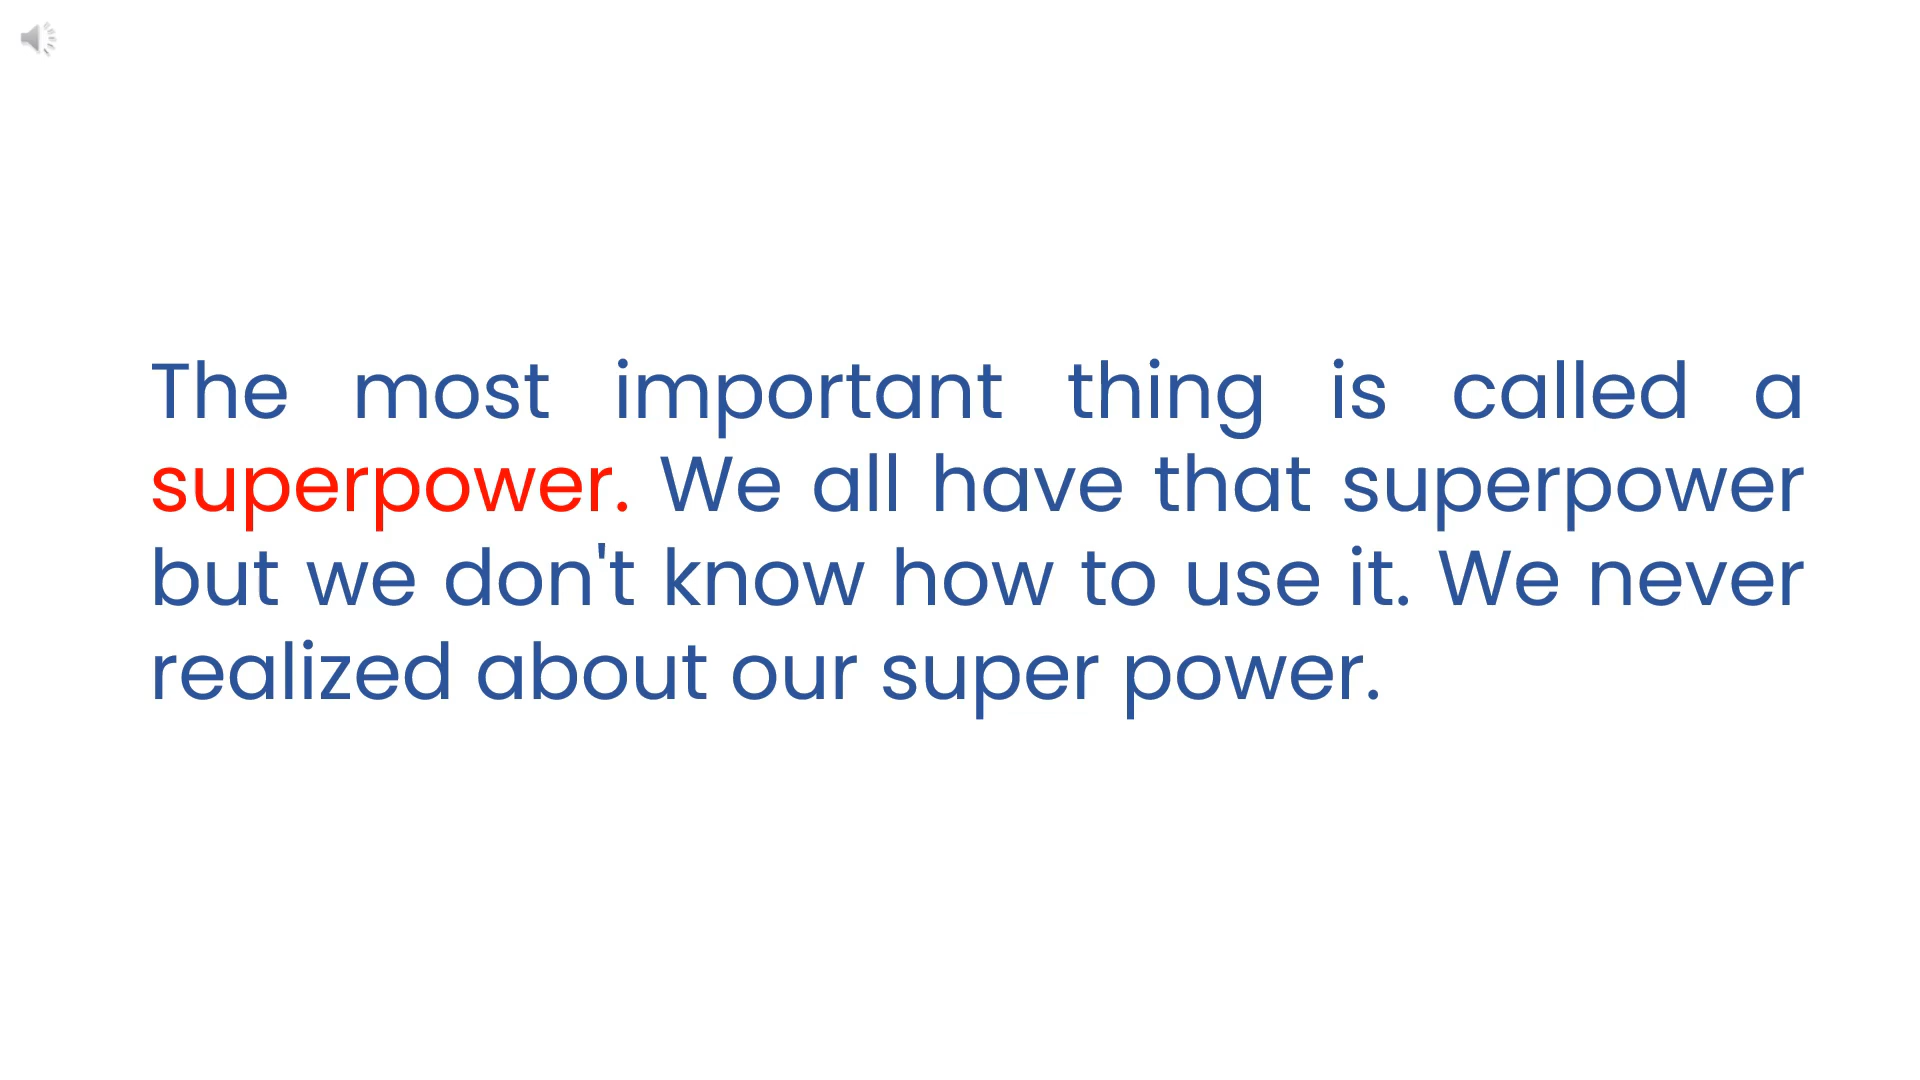 The most important thing is called a
superpower. We all have that superpower
but we don't know how to use it. We never
realized about our super power.